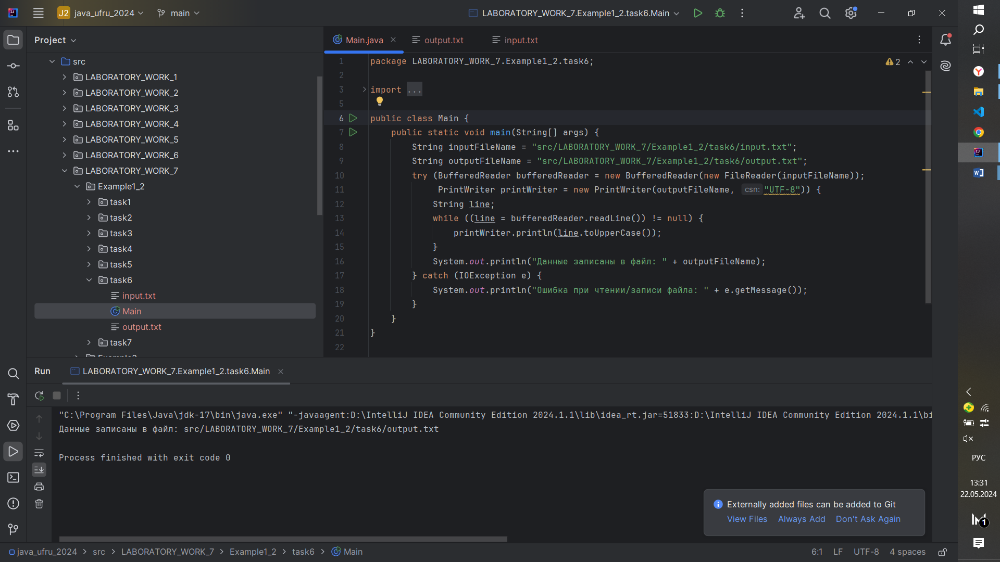 J2 java_ufru_2024 main LABORATORY_WORK_7.Example1_2.task6.Main
Project
src
LABORATORY_WORK_1
LABORATORY_WORK_2
LABORATORY_WORK_3
LABORATORY_WORK_4
LABORATORY_WORK_5
LABORATORY_WORK_6
LABORATORY_WORK_7
Example1_2
task1
task2
task3
task4
task5
task6
input.txt
Main
output.txt
task7
Main.java output.txt input.txt
2
1 package LABORATORY_WORK_7.Example1_2.task6;
2
3 import ...
5
6 public class Main {
7 public static void main(String[] args) {
8 String inputFileName = "src/LABORATORY_WORK_7/Example1_2/task6/input.txt";
9 String outputFileName = "src/LABORATORY_WORK_7/Example1_2/task6/output.txt";
10 try (BufferedReader bufferedReader = new BufferedReader(new FileReader(inputFileName));
11 PrintWriter printWriter = new PrintWriter(outputFileName, csn: "UTF-8")) {
12 String line;
13 while ((line = bufferedReader.readLine()) != null) {
14 printWriter.println(line.toUpperCase());
15 }
16 System.out.println("Данные записаны в файл: " + outputFileName);
17 } catch (IOException e) {
18 System.out.println("Ошибка при чтении/записи файла: " + e.getMessage());
19 }
20 }
21 }
22
Run LABORATORY_WORK_7.Example1_2.task6.Main
"C:\Program Files\Java\jdk-17\bin\java.exe" "-javaagent:D:\IntelliJ IDEA Community Edition 2024.1.1\lib\idea_rt.jar=51833:D:\IntelliJ IDEA Community Edition 2024.1.1\bi
Данные записаны в файл: src/LABORATORY_WORK_7/Example1_2/task6/output.txt
Process finished with exit code 0
Externally added files can be added to Git
View Files Always Add Don't Ask Again
java_ufru_2024 src LABORATORY_WORK_7 Example1_2 task6 Main
6:1 LF UTF-8 4 spaces
РУС
13:31
22.05.2024
1